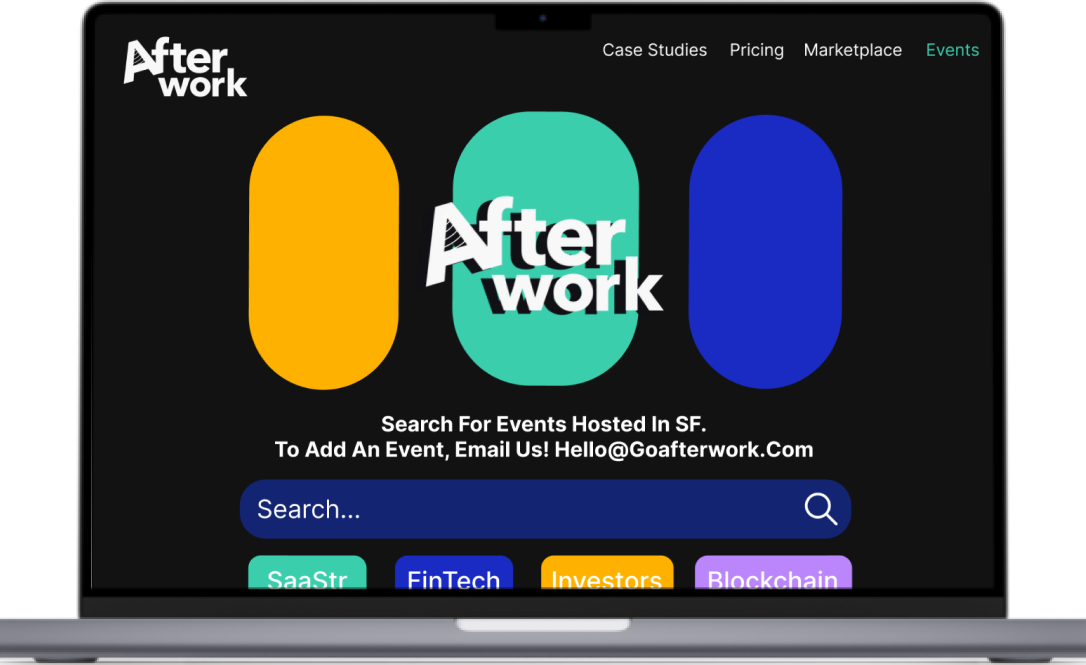 After
work
Case Studies Pricing Marketplace Events
After
work
Search For Events Hosted In SF.
To Add An Event, Email Us! Hello@Goafterwork.Com
Search...
SaaStr FinTech Investors Blockchain